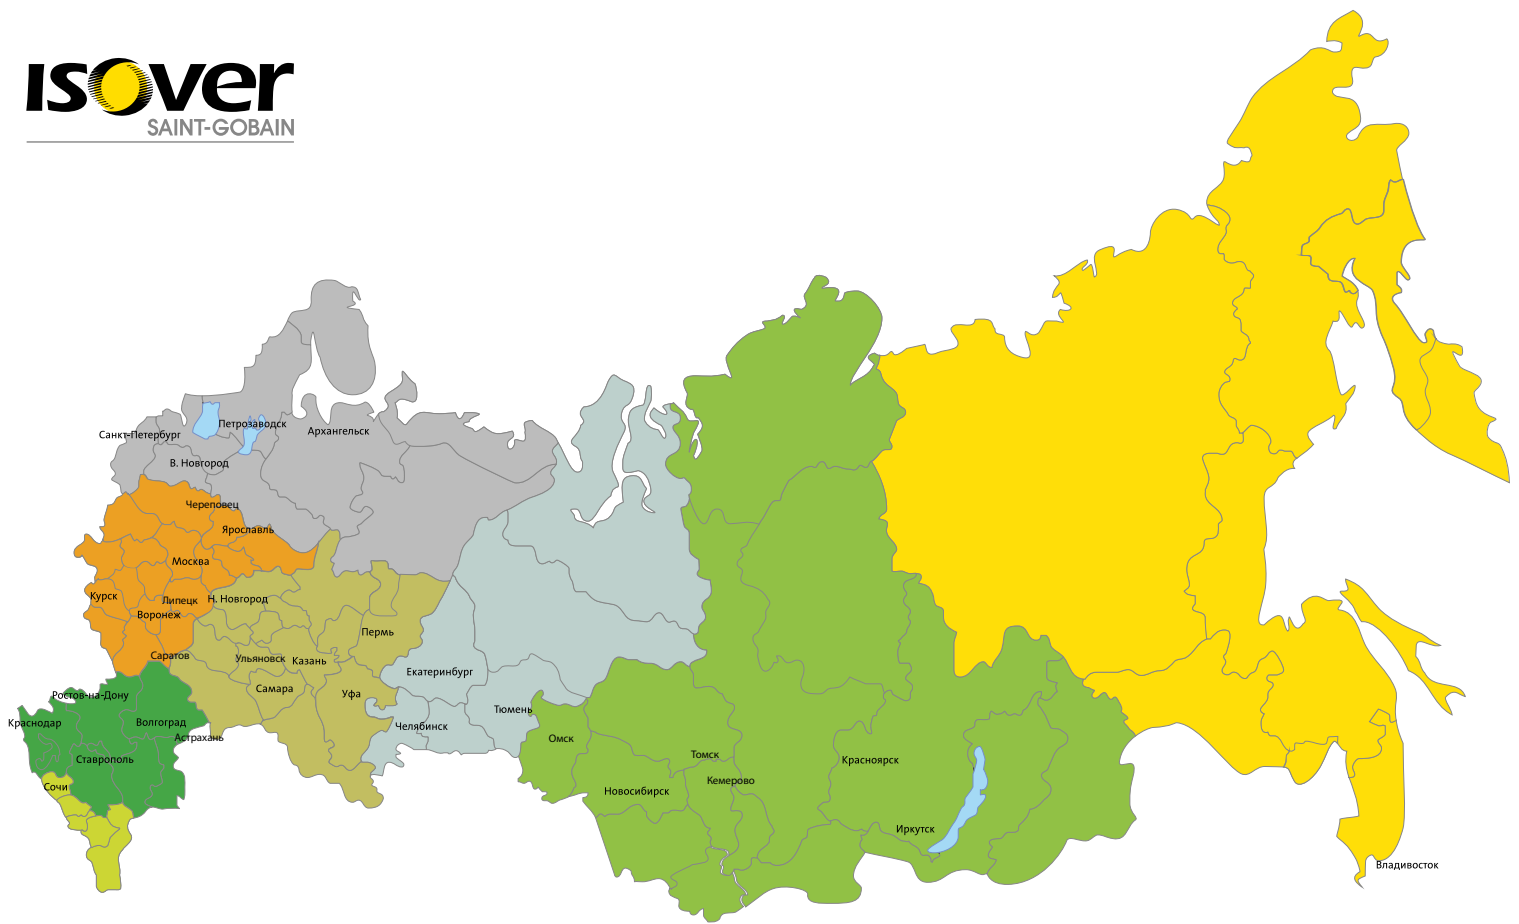 ISOVER
SAINT-GOBAIN
Петрозаводск
Санкт-Петербург
Архангельск
В. Новгород
Череповец
Ярославль
Москва
Курск
Липецк
Н. Новгород
Воронеж
Пермь
Саратов
Ульяновск
Казань
Екатеринбург
Самара
Уфа
Ростов-на-Дону
Тюмень
Краснодар
Волгоград
Челябинск
Астрахань
Омск
Томск
Ставрополь
Красноярск
Кемерово
Сочи
Новосибирск
Иркутск
Владивосток